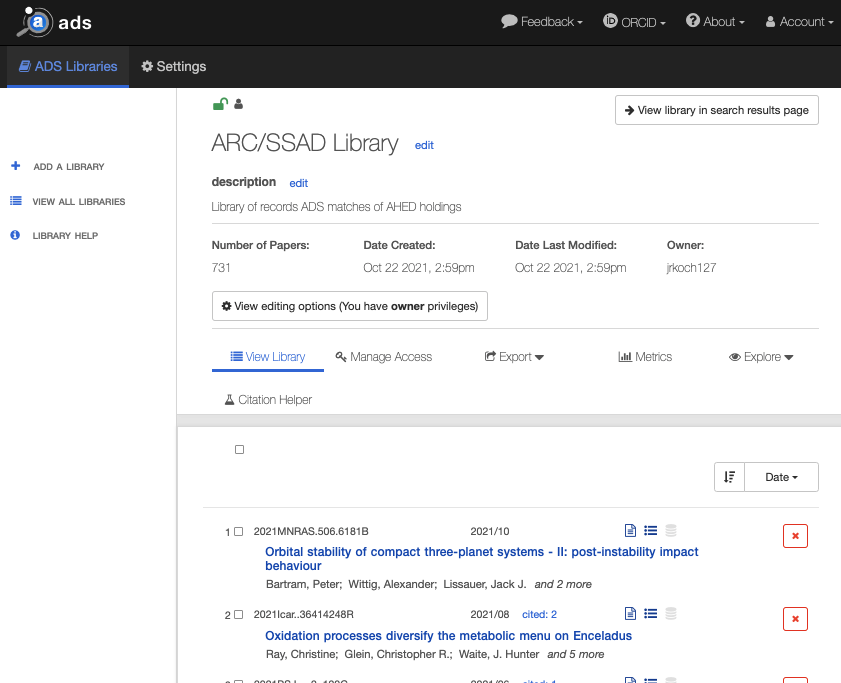 a ads
Feedback
iD ORCID
About
Account
ADS Libraries
Settings
View library in search results page
ADD A LIBRARY
VIEW ALL LIBRARIES
LIBRARY HELP
ARC/SSAD Library edit
description edit
Library of records ADS matches of AHED holdings
Number of Papers: Date Created: Date Last Modified: Owner:
731 Oct 22 2021, 2:59pm Oct 22 2021, 2:59pm jrkoch127
View editing options (You have owner privileges)
View Library Manage Access Export Metrics Explore
Citation Helper
Date
1 2021MNRAS.506.6181B 2021/10
Orbital stability of compact three-planet systems - II: post-instability impact
behaviour
Bartram, Peter; Wittig, Alexander; Lissauer, Jack J. and 2 more
2 2021Icar..36414248R 2021/08 cited: 2
Oxidation processes diversify the metabolic menu on Enceladus
Ray, Christine; Glein, Christopher R.; Waite, J. Hunter and 5 more